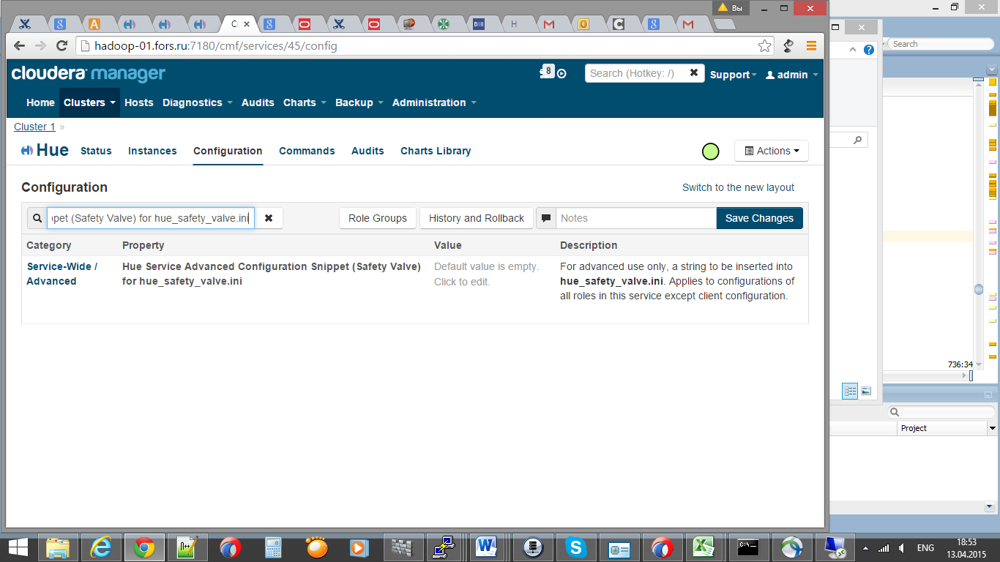 Вы
hadoop-01.fors.ru:7180/cmf/services/45/config
Search
cloudera manager
8
Search (Hotkey: /)
Support
admin
Home Clusters Hosts Diagnostics Audits Charts Backup Administration
Cluster 1 »
Hue Status Instances Configuration Commands Audits Charts Library
Actions
Configuration
Switch to the new layout
(Safety Valve) for hue_safety_valve.ini
Role Groups
History and Rollback
Notes
Save Changes
Category Property Value Description
Service-Wide /
Advanced
Hue Service Advanced Configuration Snippet (Safety Valve)
for hue_safety_valve.ini
Default value is empty.
Click to edit.
For advanced use only, a string to be inserted into
hue_safety_valve.ini. Applies to configurations of
all roles in this service except client configuration.
736:34
Project
ENG
18:53
13.04.2015